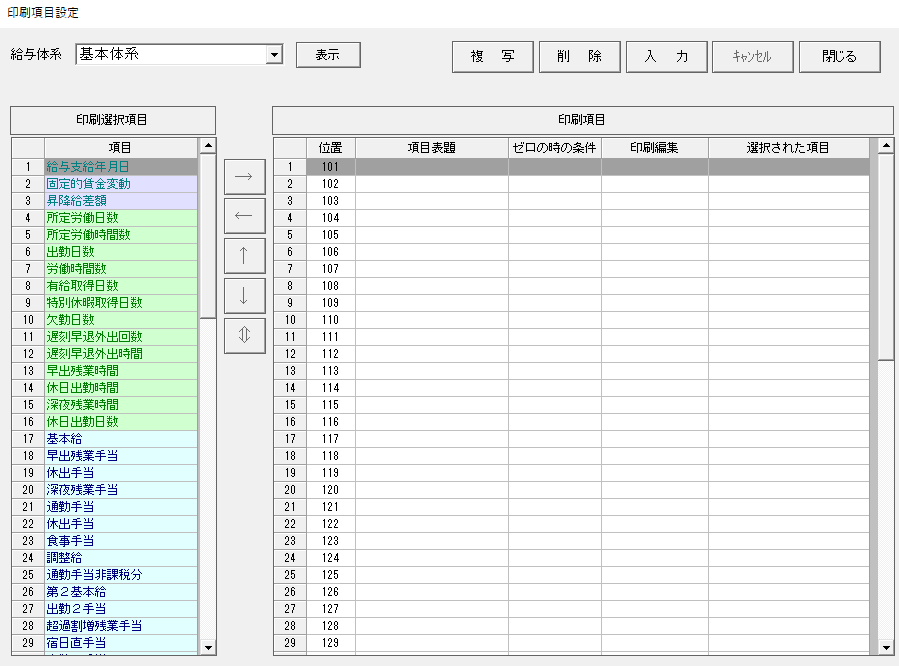 印刷項目設定
給与体系 基本体系 表示 複　写 削　除 入　力 ｷｬﾝｾﾙ 閉じる
印刷選択項目 印刷項目
項目 位置 項目表題 ゼロの時の条件 印刷編集 選択された項目
1 給与支給年月日 → 1 101
2 固定的賃金変動 2 102
3 昇降給差額 3 103
4 所定労働日数 ← 4 104
5 所定労働時間数 5 105
6 出勤日数 ↑ 6 106
7 労働時間数 7 107
8 有給取得日数 ↓ 8 108
9 特別休暇取得日数 9 109
10 欠勤日数 10 110
11 遅刻早退外出回数 ⇕ 11 111
12 遅刻早退外出時間 12 112
13 早出残業時間 13 113
14 休日出勤時間 14 114
15 深夜残業時間 15 115
16 休日出勤日数 16 116
17 基本給 17 117
18 早出残業手当 18 118
19 休出手当 19 119
20 深夜残業手当 20 120
21 通勤手当 21 121
22 休出手当 22 122
23 食事手当 23 123
24 調整給 24 124
25 通勤手当非課税分 25 125
26 第２基本給 26 126
27 出勤２手当 27 127
28 超過割増残業手当 28 128
29 宿日直手当 29 129